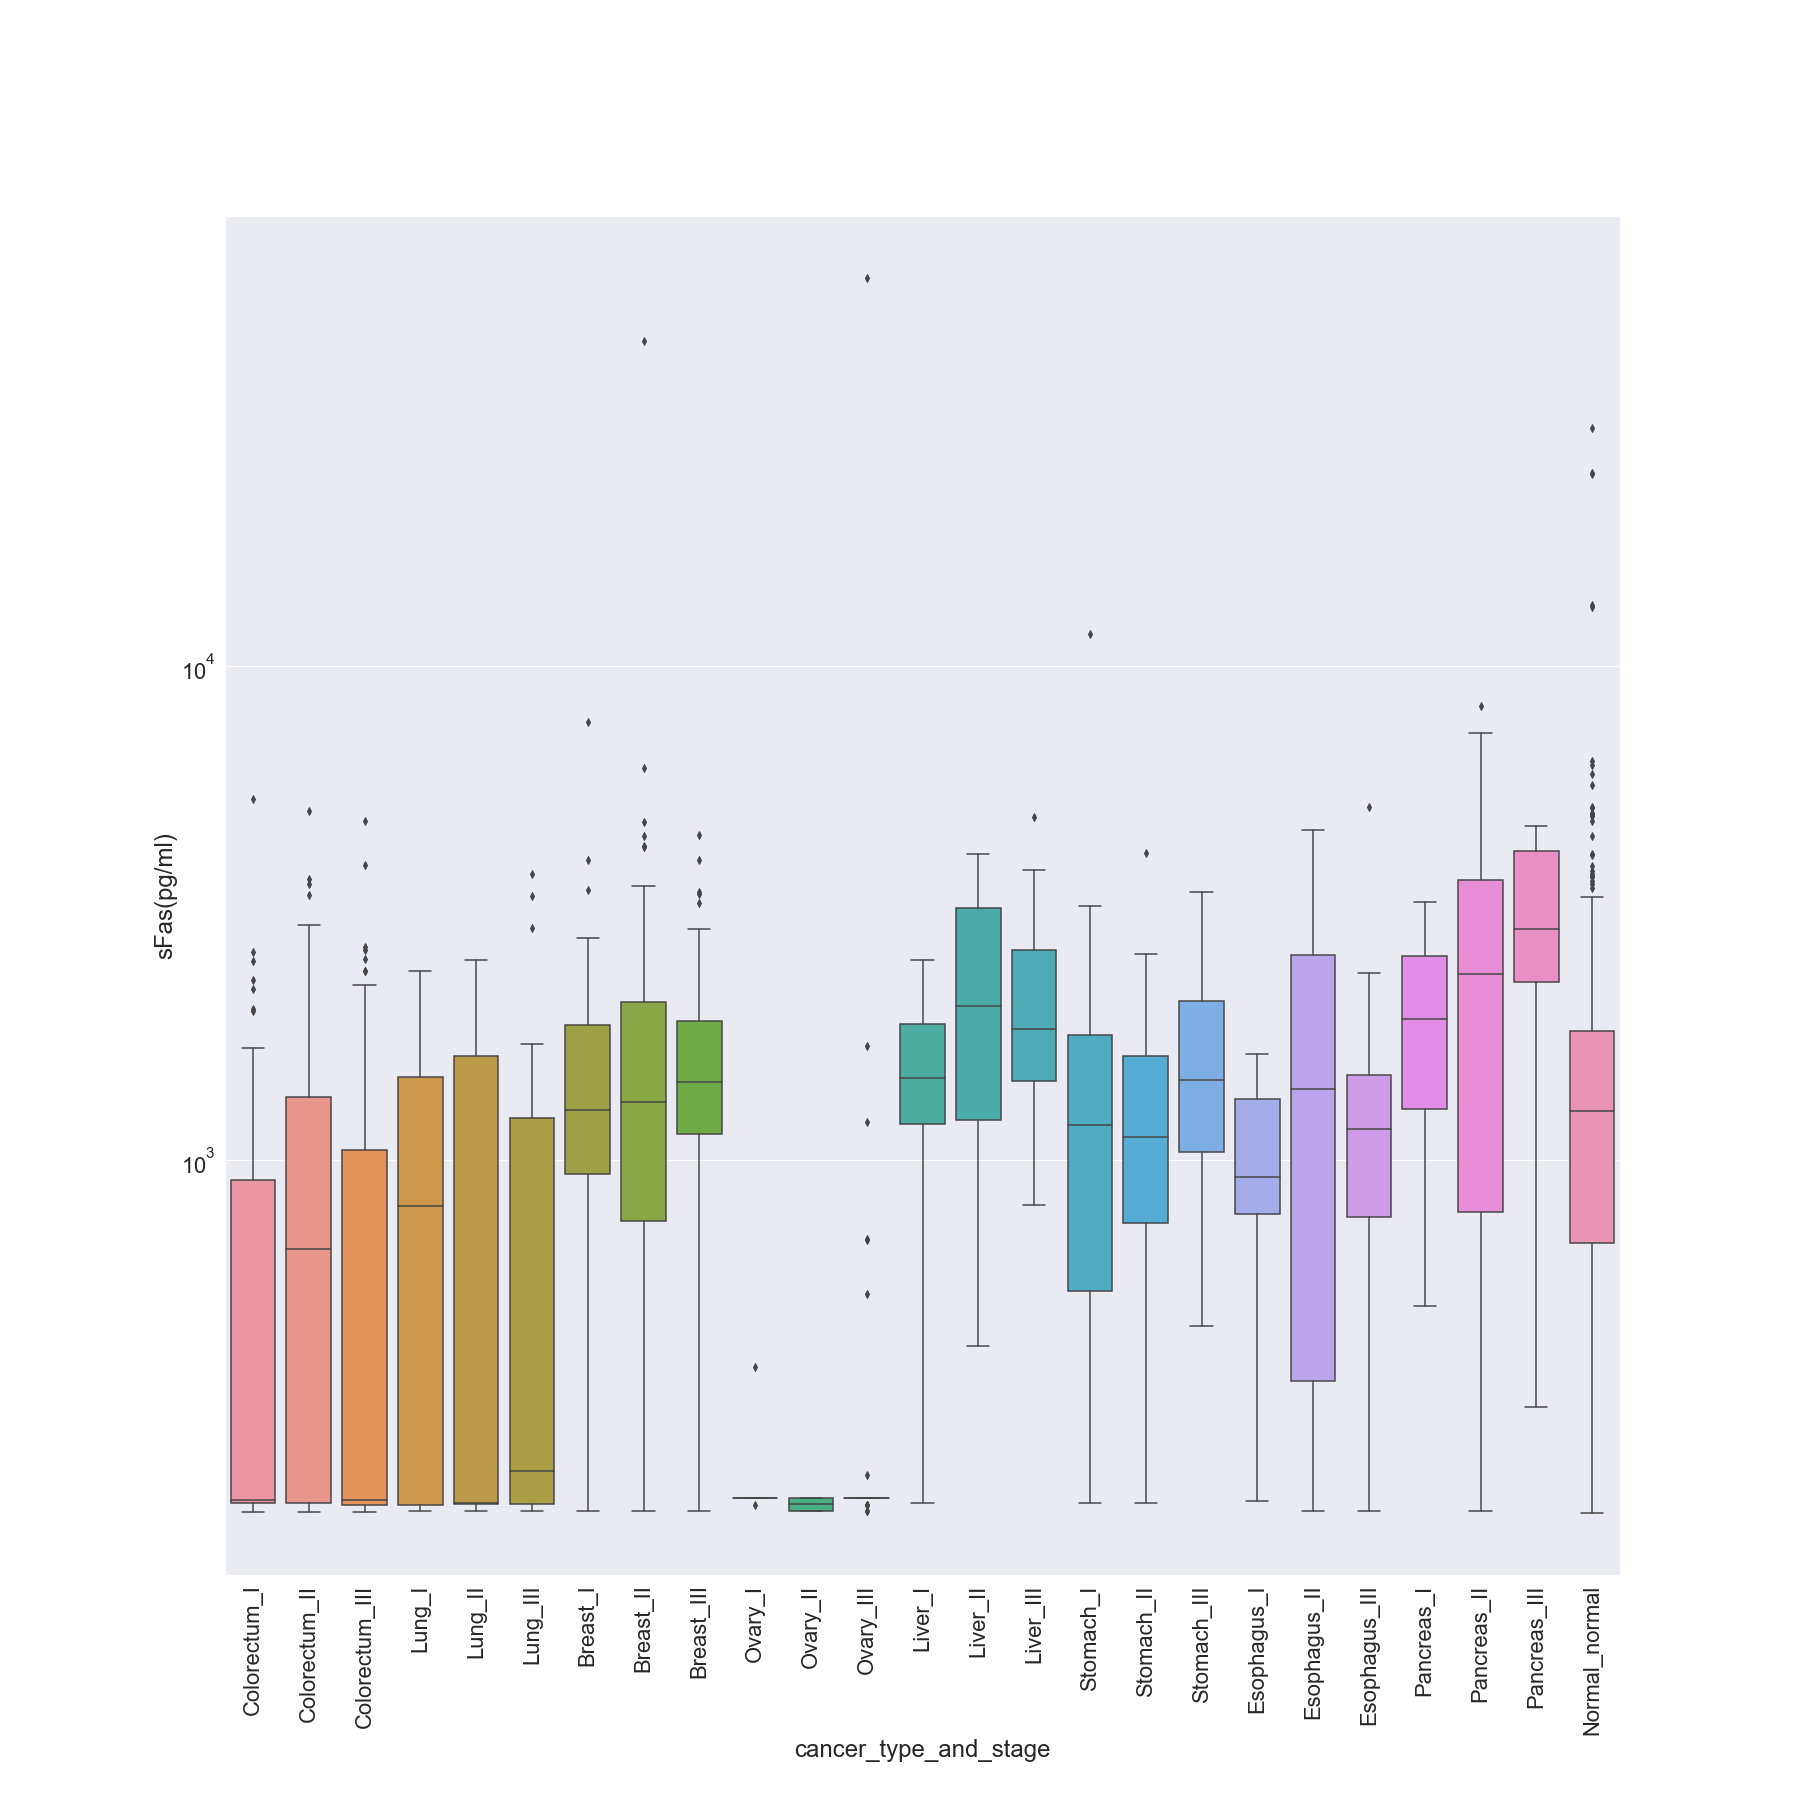 sFas(pg/ml)
10^4
10^3
Colorectum_I
Colorectum_II
Colorectum_III
Lung_I
Lung_II
Lung_III
Breast_I
Breast_II
Breast_III
Ovary_I
Ovary_II
Ovary_III
Liver_I
Liver_II
Liver_III
Stomach_I
Stomach_II
Stomach_III
Esophagus_I
Esophagus_II
Esophagus_III
Pancreas_I
Pancreas_II
Pancreas_III
Normal_normal
cancer_type_and_stage